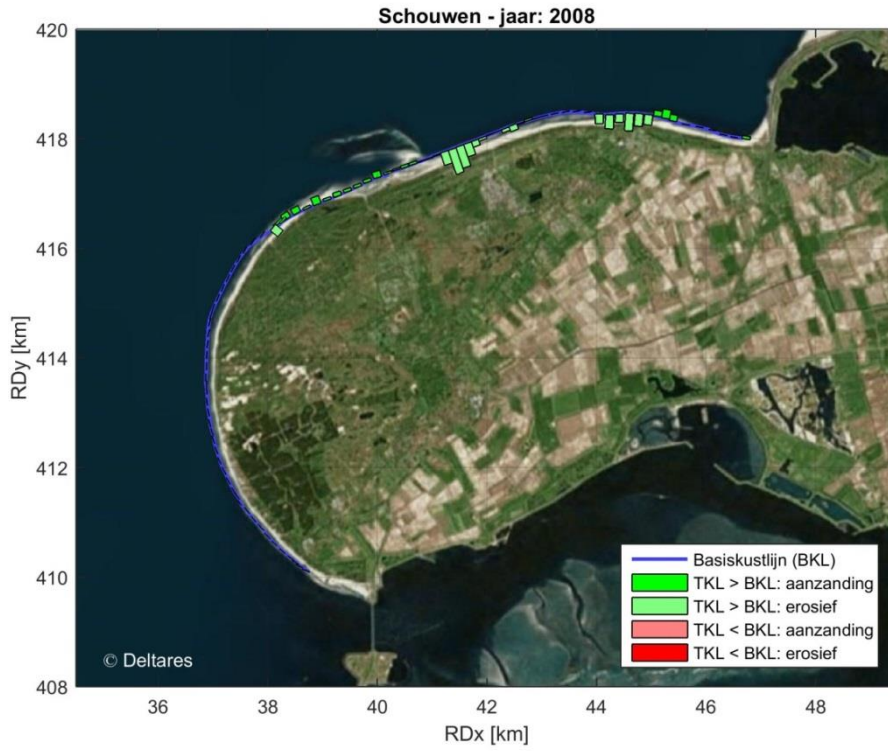 Schouwen - jaar: 2008
420
418
416
414
412
410
408
RDy [km]
36
38
40
42
44
46
48
RDx [km]
Basiskustlijn (BKL)
TKL > BKL: aanzanding
TKL > BKL: erosief
TKL < BKL: aanzanding
TKL < BKL: erosief
© Deltares